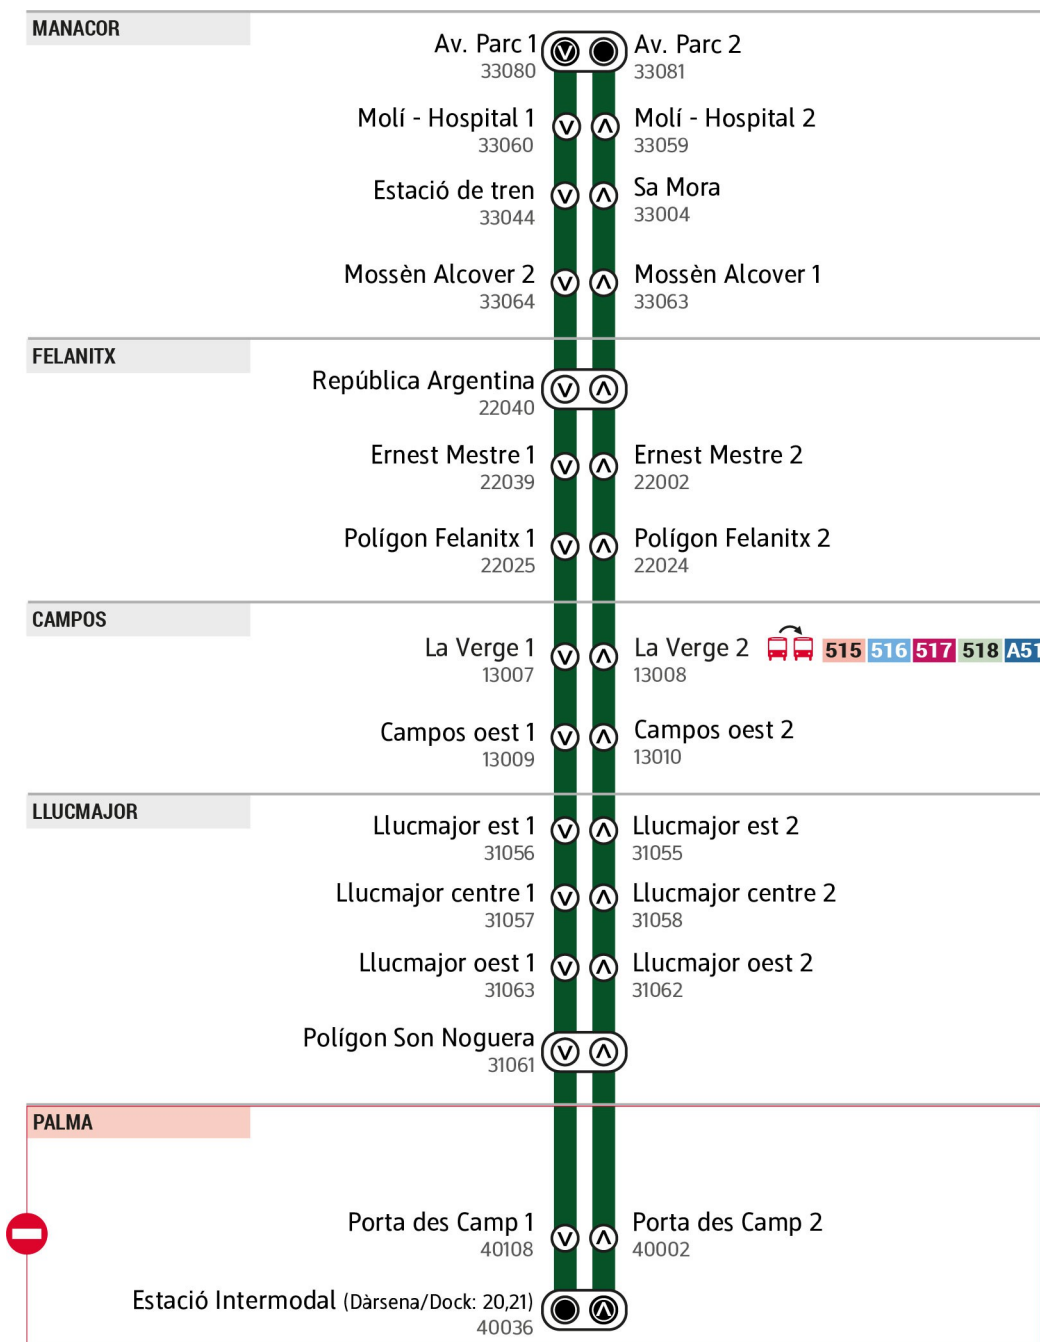 MANACOR
Av. Parc 1
33080
Av. Parc 2
33081
Molí - Hospital 1
33060
Molí - Hospital 2
33059
Estació de tren
33044
Sa Mora
33004
Mossèn Alcover 2
33064
Mossèn Alcover 1
33063
FELANITX
República Argentina
22040
Ernest Mestre 1
22039
Ernest Mestre 2
22002
Polígon Felanitx 1
22025
Polígon Felanitx 2
22024
CAMPOS
La Verge 1
13007
La Verge 2 515 516 517 518 A51
13008
Campos oest 1
13009
Campos oest 2
13010
LLUCMAJOR
Llucmajor est 1
31056
Llucmajor est 2
31055
Llucmajor centre 1
31057
Llucmajor centre 2
31058
Llucmajor oest 1
31063
Llucmajor oest 2
31062
Polígon Son Noguera
31061
PALMA
Porta des Camp 1
40108
Porta des Camp 2
40002
Estació Intermodal (Dàrsena/Dock: 20,21)
40036